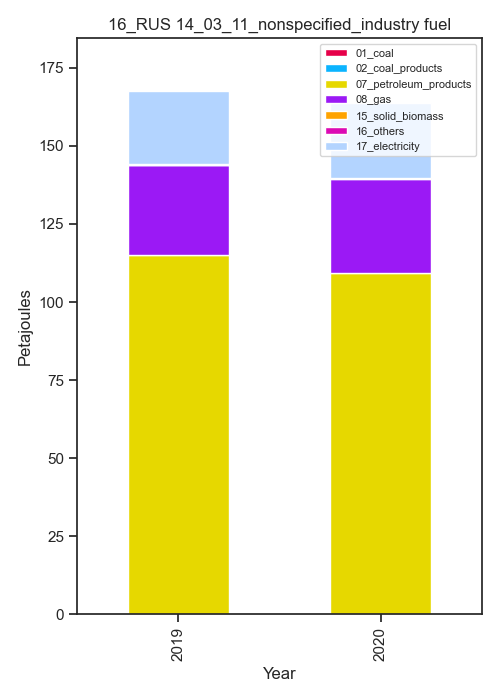 16_RUS 14_03_11_nonspecified_industry fuel
01_coal
02_coal_products
07_petroleum_products
08_gas
15_solid_biomass
16_others
17_electricity
175
150
125
100
75
50
25
0
Petajoules
2019
2020
Year